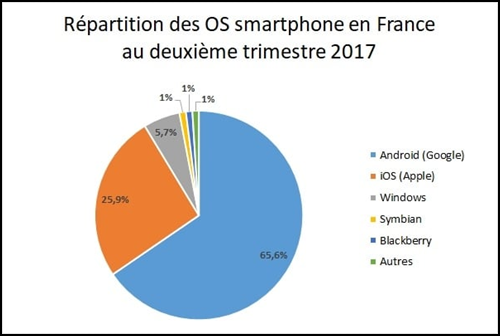 Répartition des OS smartphone en France
au deuxième trimestre 2017
1%
1%
1%
5,7%
25,9%
65,6%
Android (Google)
iOS (Apple)
Windows
Symbian
Blackberry
Autres